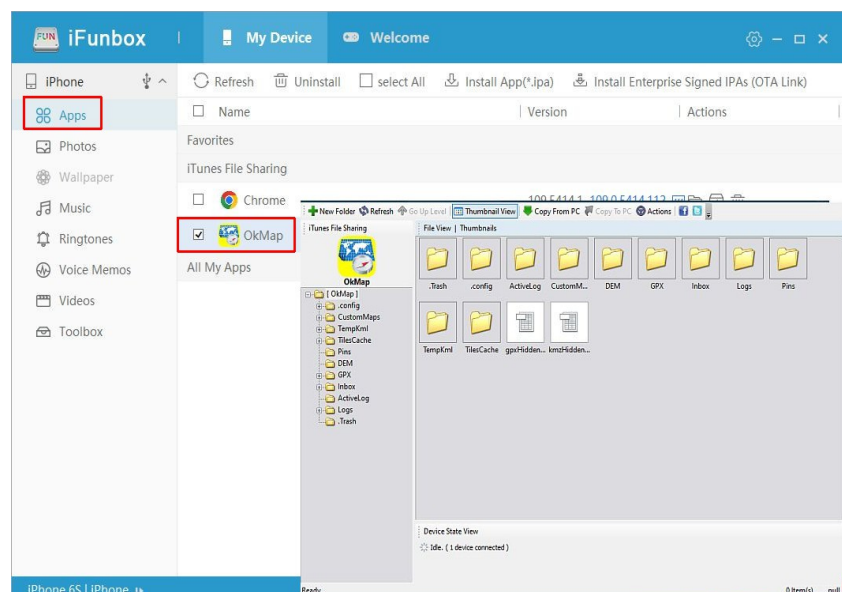 FUN iFunbox My Device Welcome
iPhone Refresh Uninstall select All Install App(*.ipa) Install Enterprise Signed IPAs (OTA Link)
Apps Name Version Actions
Photos Favorites
Wallpaper iTunes File Sharing
Music Chrome
New Folder Refresh Go Up Level Thumbnail View Copy From PC Copy To PC Actions
Ringtones OkMap iTunes File Sharing File View Thumbnails
Voice Memos All My Apps
Videos
Toolbox
OkMap .Trash .config ActiveLog CustomM... DEM GPX Inbox Logs Pins
[ OkMap ]
.config
CustomMaps
TempKml
TilesCache
Pins TempKml TilesCache gpxHidden... kmzHidden...
DEM
GPX
Inbox
ActiveLog
Logs
.Trash
Device State View
Idle. ( 1 device connected )
iPhone 6S | iPhone Ready 0 Item(s) null